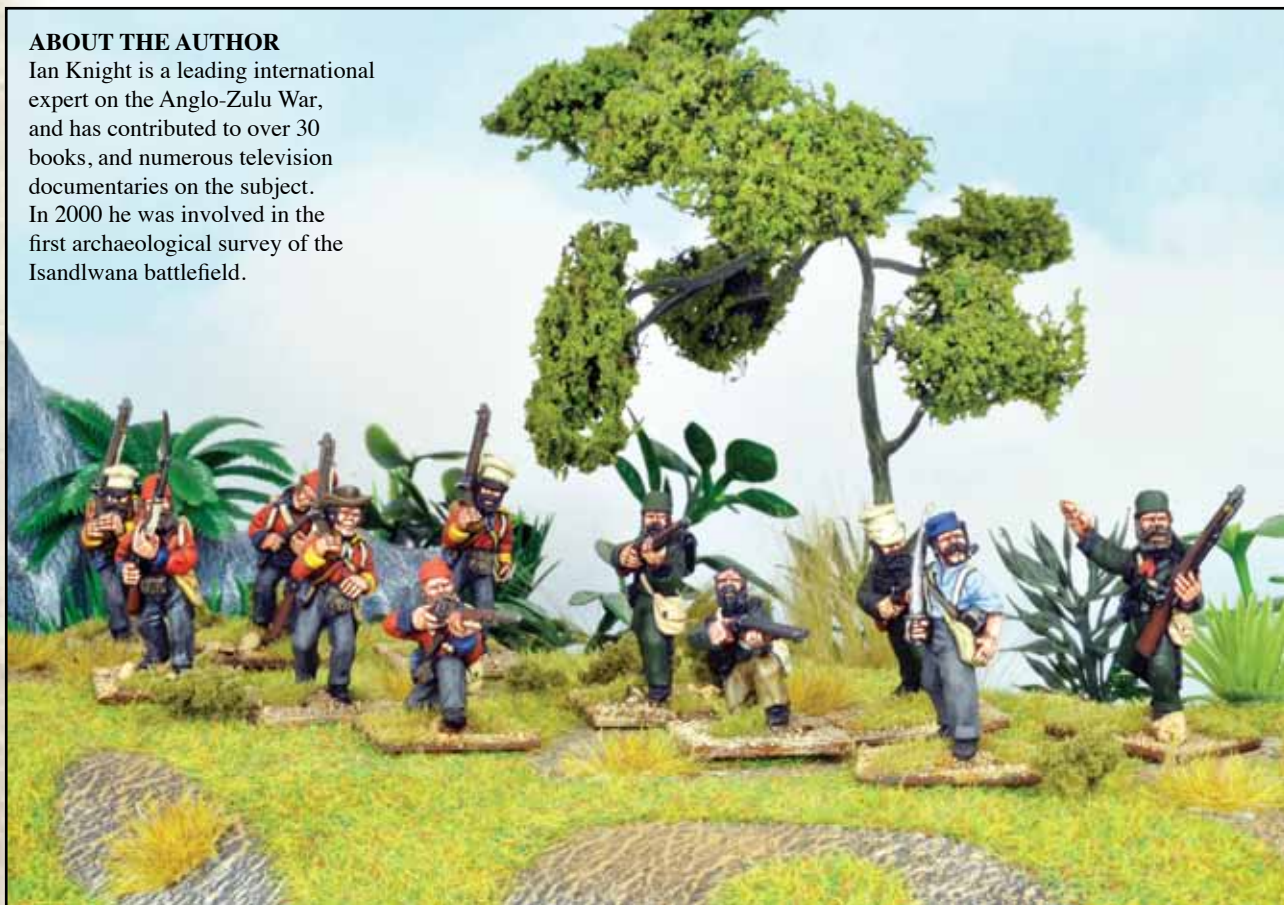 ABOUT THE AUTHOR
Ian Knight is a leading international
expert on the Anglo-Zulu War,
and has contributed to over 30
books, and numerous television
documentaries on the subject.
In 2000 he was involved in the
first archaeological survey of the
Isandlwana battlefield.